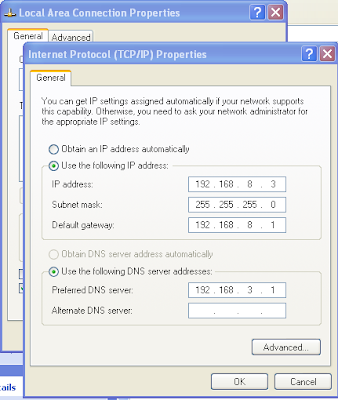 Local Area Connection Properties
General
Advanced
Internet Protocol (TCP/IP) Properties
General
You can get IP settings assigned automatically if your network supports
this capability. Otherwise, you need to ask your network administrator for
the appropriate IP settings.
Obtain an IP address automatically
Use the following IP address:
IP address: 192 . 168 . 8 . 3
Subnet mask: 255 . 255 . 255 . 0
Default gateway: 192 . 168 . 8 . 1
Obtain DNS server address automatically
Use the following DNS server addresses:
Preferred DNS server: 192 . 168 . 3 . 1
Alternate DNS server: . . .
Advanced...
OK Cancel